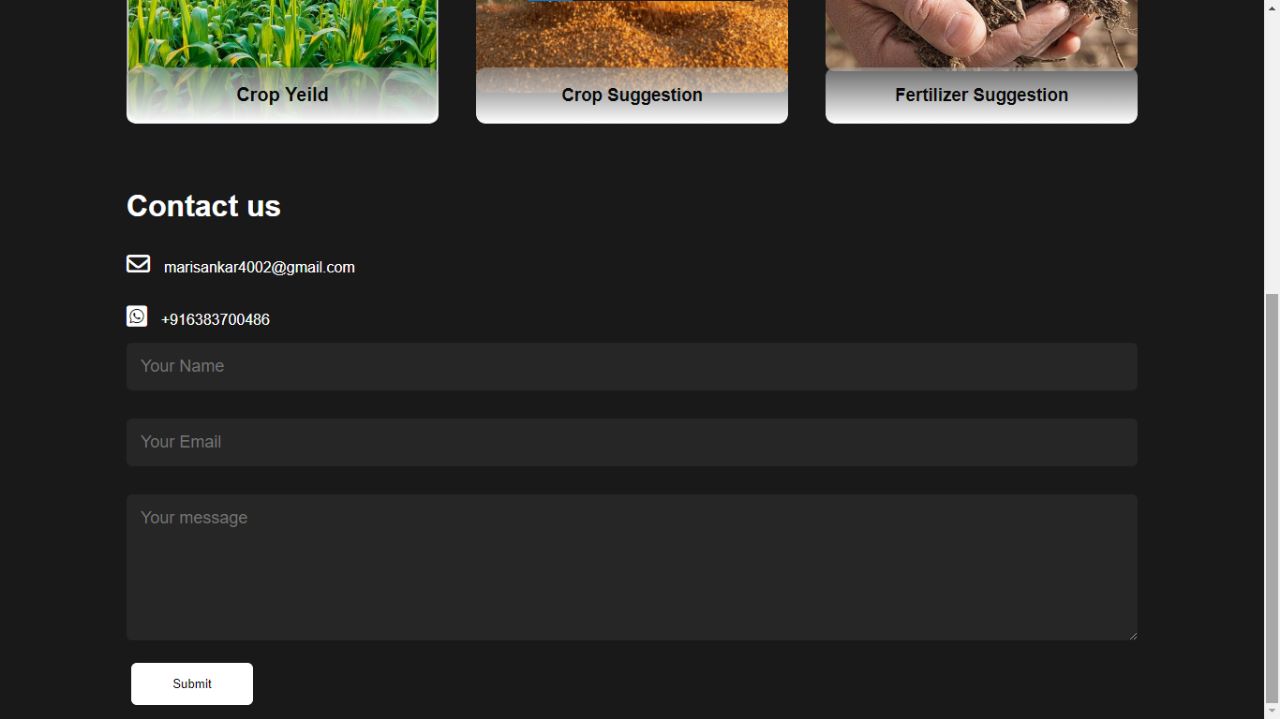 Crop Yeild
Crop Suggestion
Fertilizer Suggestion
Contact us
marisankar4002@gmail.com
+916383700486
Your Name
Your Email
Your message
Submit